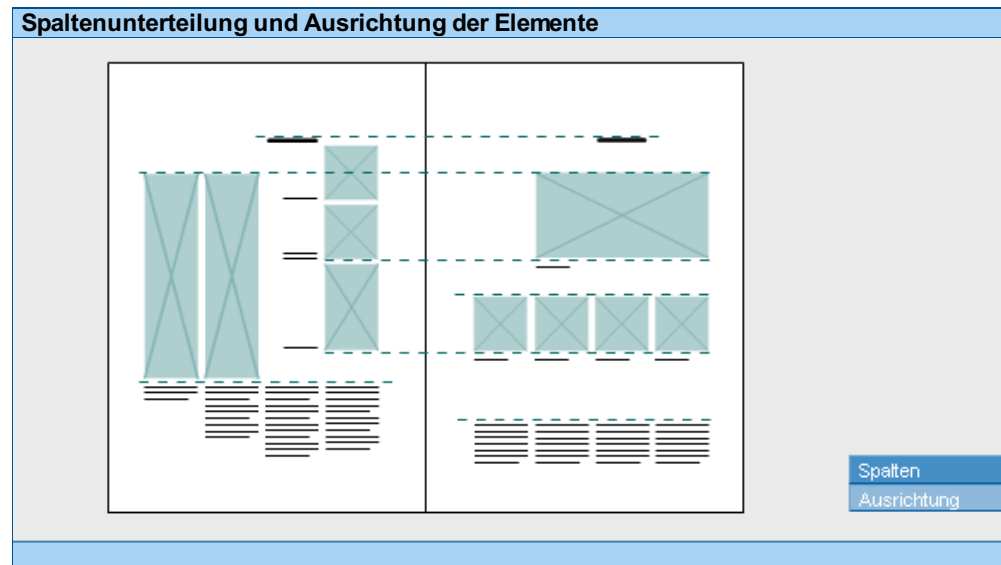 Spaltenunterteilung und Ausrichtung der Elemente
Spalten
Ausrichtung